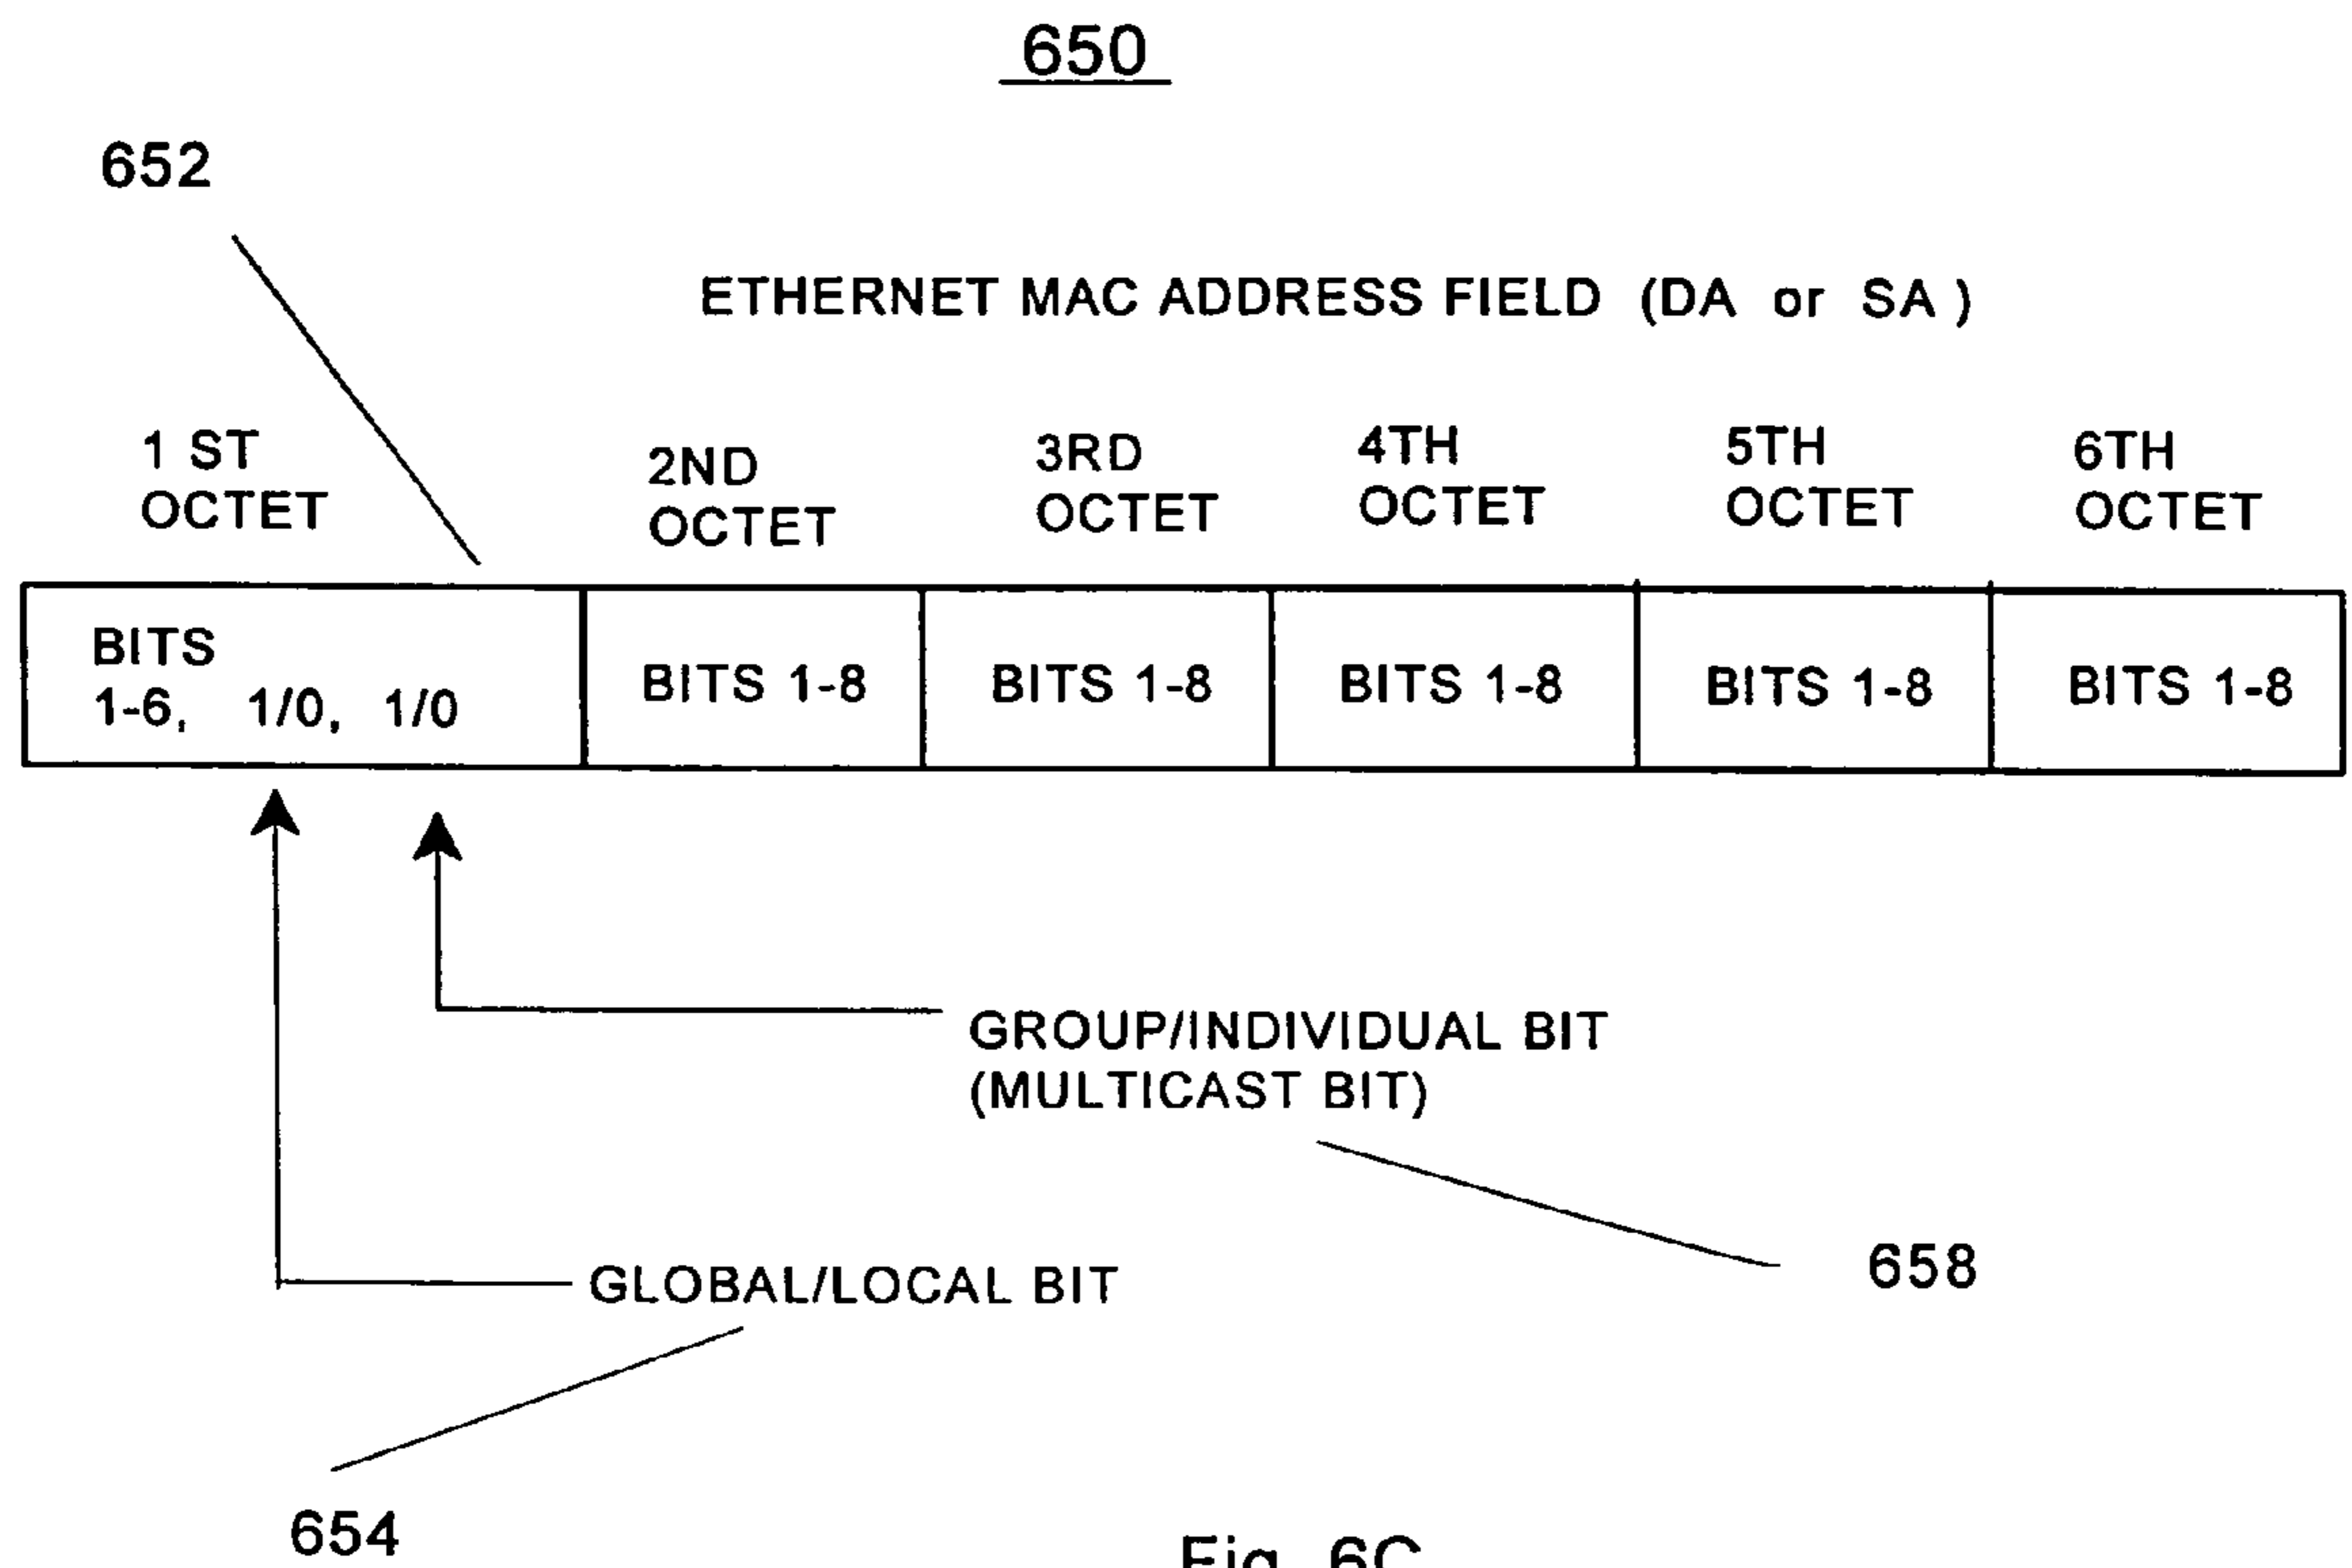 650
652
ETHERNET MAC ADDRESS FIELD (DA or SA )
1 ST OCTET
2ND OCTET
3RD OCTET
4TH OCTET
5TH OCTET
6TH OCTET
BITS
1-6, 1/0, 1/0
BITS 1-8
BITS 1-8
BITS 1-8
BITS 1-8
BITS 1-8
GROUP/INDIVIDUAL BIT
(MULTICAST BIT)
658
GLOBAL/LOCAL BIT
654
Fig. 6C